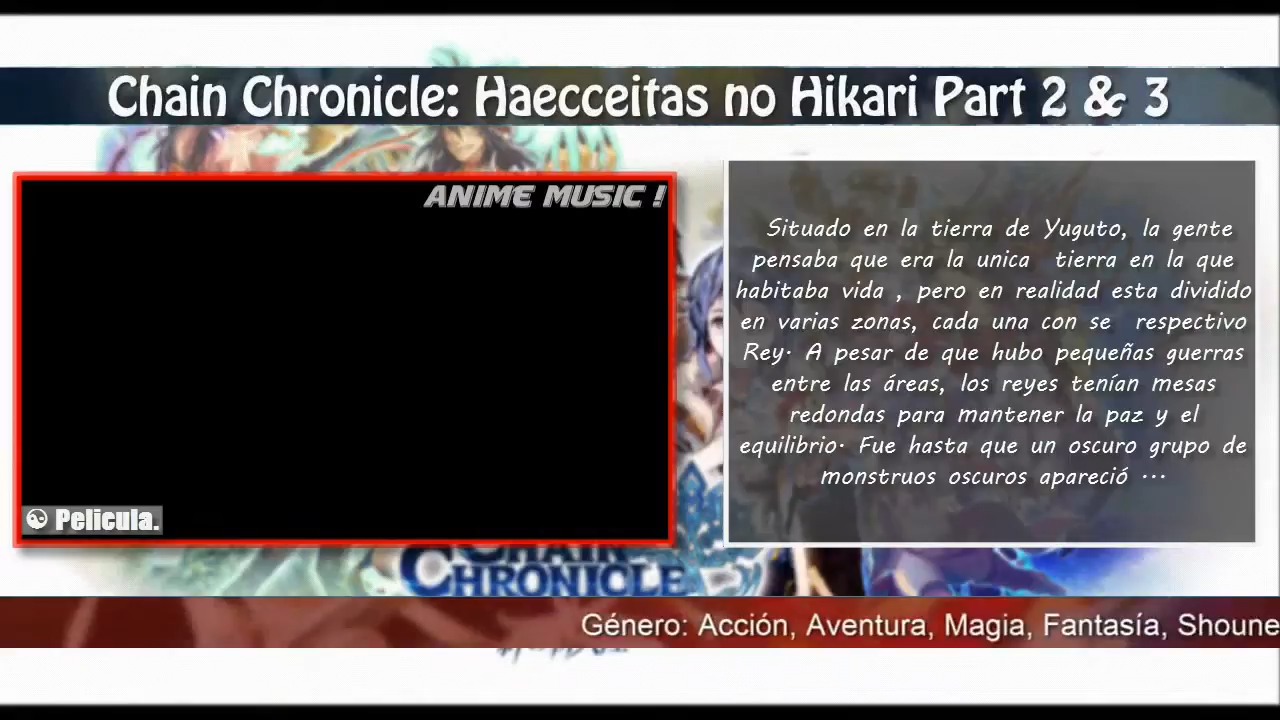 Chain Chronicle: Haecceitas no Hikari Part 2 & 3
ANIME MUSIC !
Situado en la tierra de Yuguto, la gente
pensaba que era la unica tierra en la que
habitaba vida , pero en realidad esta dividido
en varias zonas, cada una con se respectivo
Rey. A pesar de que hubo pequeñas guerras
entre las áreas, los reyes tenían mesas
redondas para mantener la paz y el
equilibrio. Fue hasta que un oscuro grupo de
monstruos oscuros apareció ...
Pelicula.
CHAIN
CHRONICLE
Género: Acción, Aventura, Magia, Fantasía, Shoune